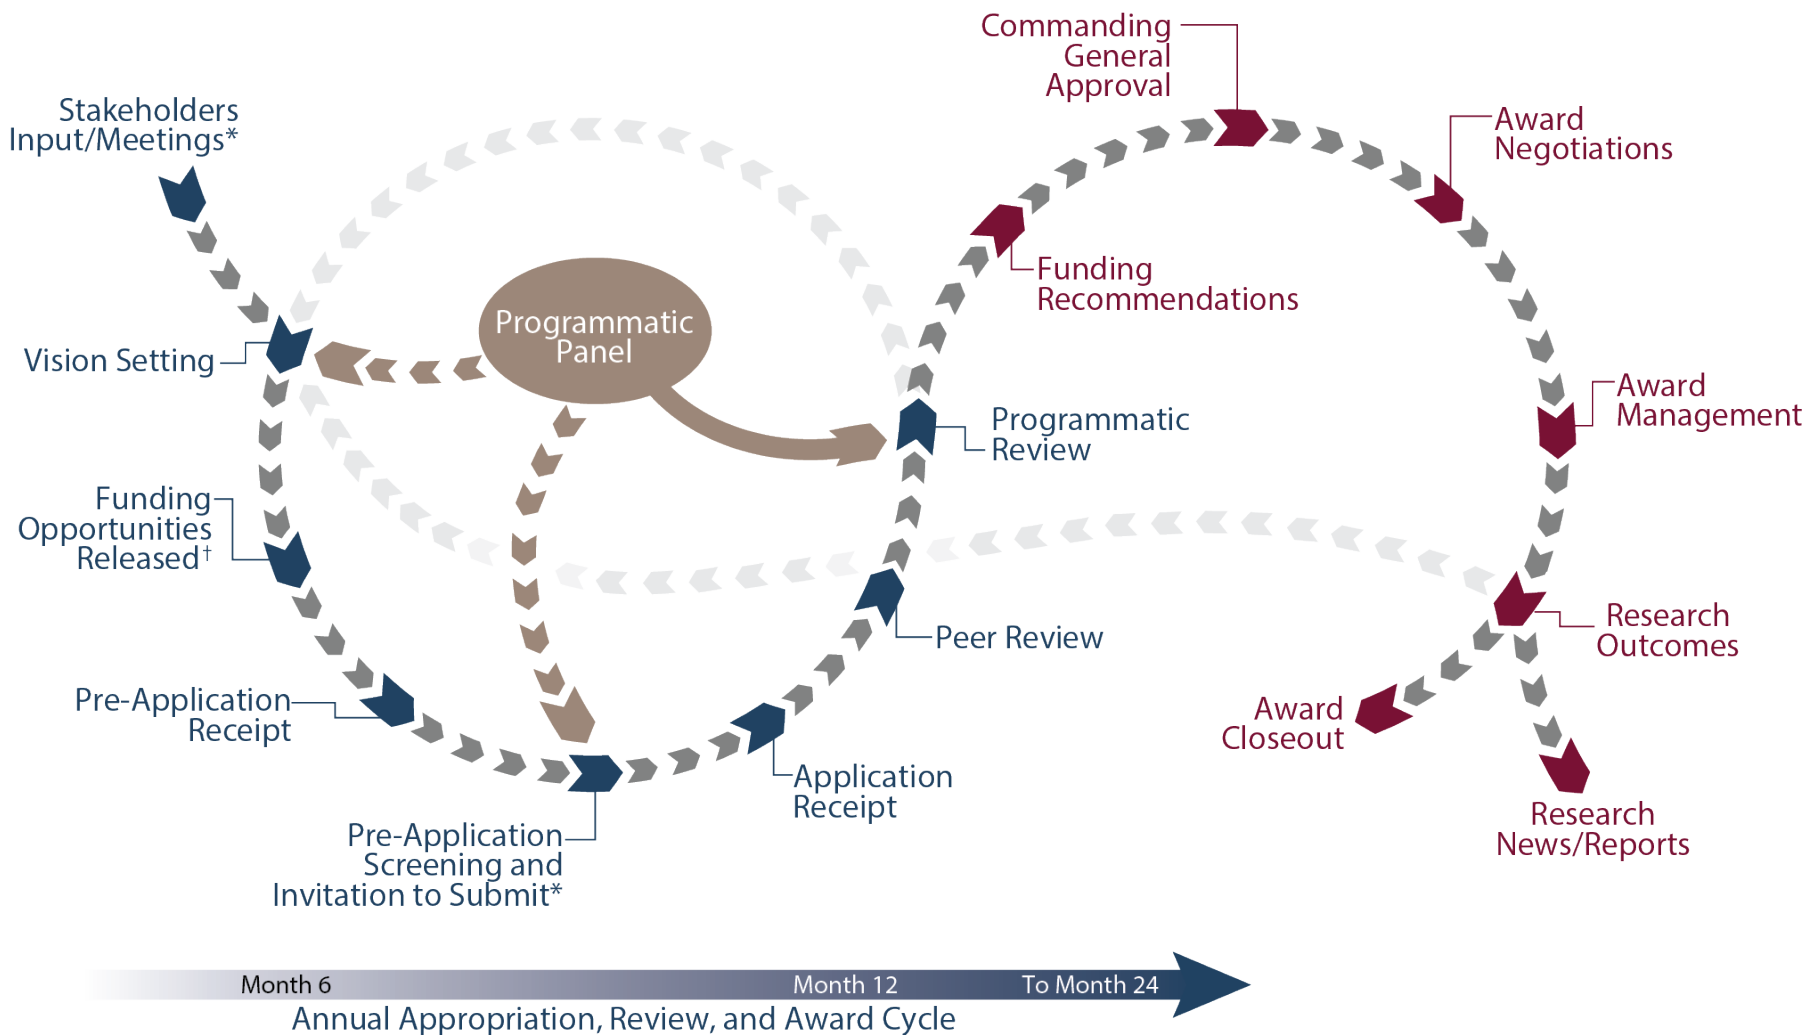 Stakeholders
Input/Meetings*
Vision Setting
Funding
Opportunities
Released†
Pre-Application
Receipt
Pre-Application
Screening and
Invitation to Submit*
Application
Receipt
Peer Review
Programmatic
Review
Programmatic
Panel
Funding
Recommendations
Commanding
General
Approval
Award
Negotiations
Award
Management
Research
Outcomes
Award
Closeout
Research
News/Reports
Month 6
Month 12
To Month 24
Annual Appropriation, Review, and Award Cycle